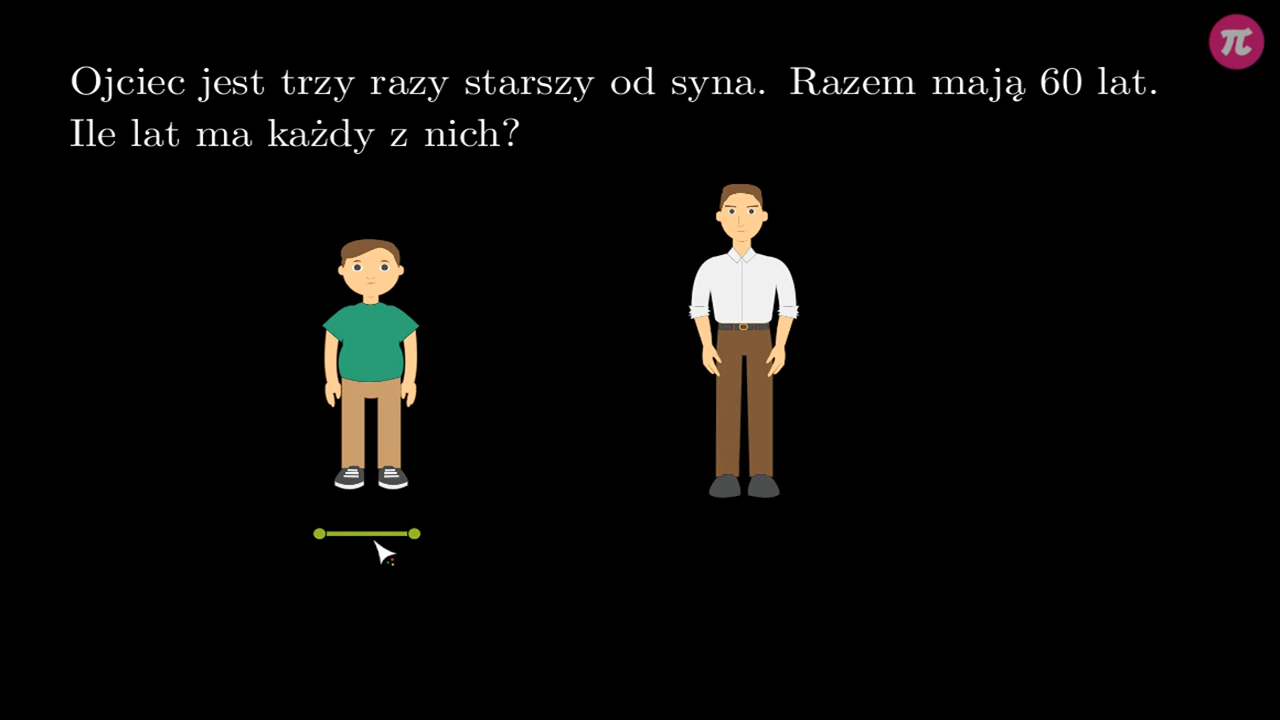 Ojciec jest trzy razy starszy od syna. Razem mają 60 lat.
Ile lat ma każdy z nich?
π